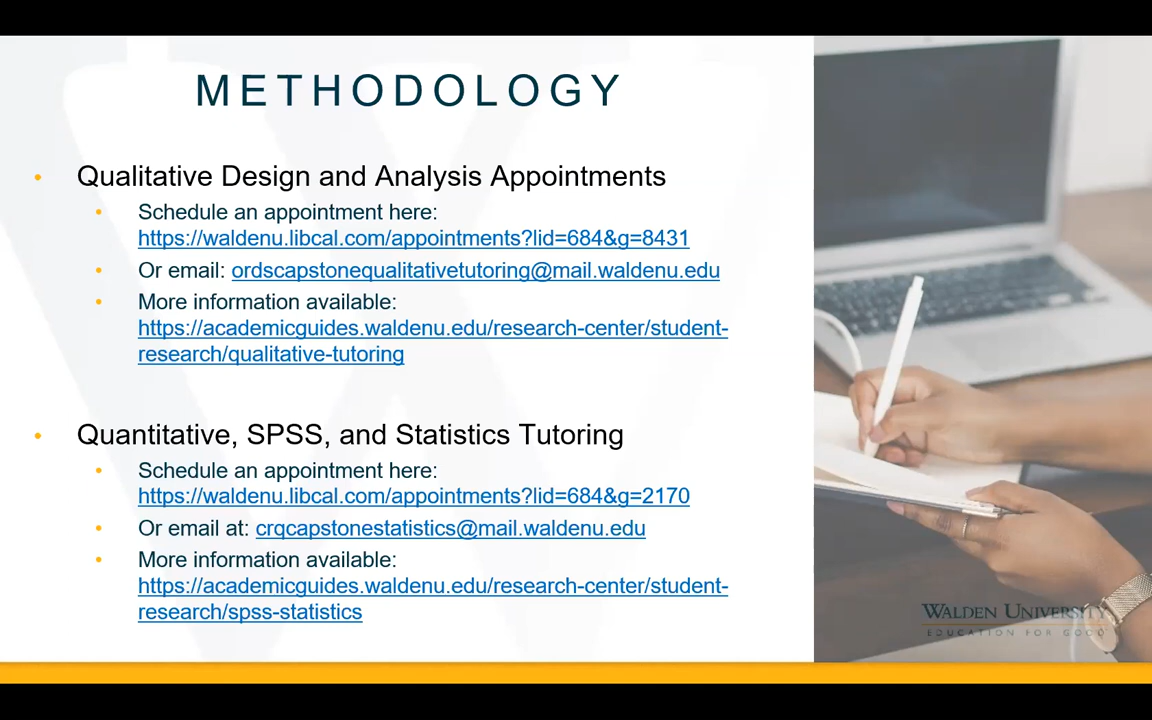 METHODOLOGY
• Qualitative Design and Analysis Appointments
• Schedule an appointment here:
https://waldenu.libcal.com/appointments?lid=684&g=8431
• Or email: ordscapstonequalitativetutoring@mail.waldenu.edu
• More information available:
https://academicguides.waldenu.edu/research-center/student-
research/qualitative-tutoring
• Quantitative, SPSS, and Statistics Tutoring
• Schedule an appointment here:
https://waldenu.libcal.com/appointments?lid=684&g=2170
• Or email at: crqcapstonestatistics@mail.waldenu.edu
• More information available:
https://academicguides.waldenu.edu/research-center/student-
research/spss-statistics
WALDEN UNIVERSITY
EDUCATION FOR GOOD